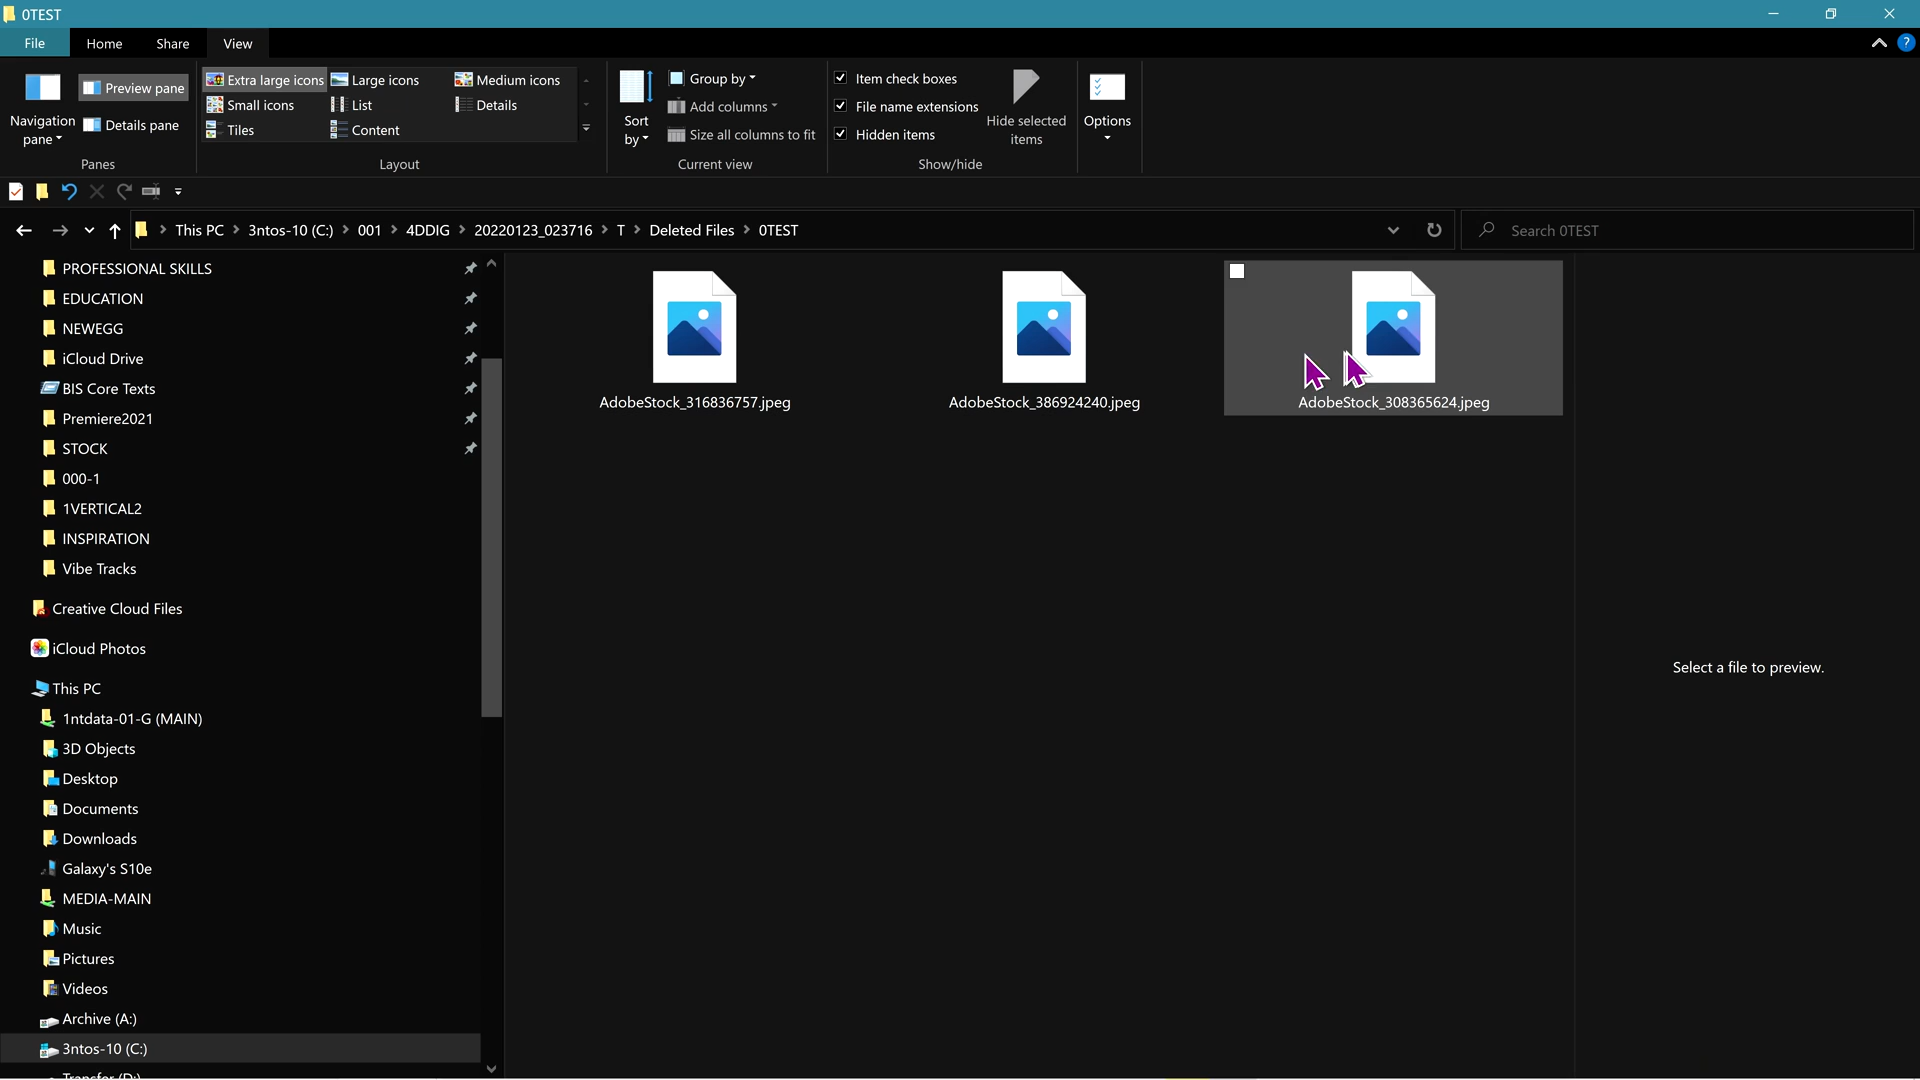 0TEST
File Home Share View
Navigation pane
Preview pane
Details pane
Panes
Extra large icons Large icons Medium icons
Small icons List Details
Tiles Content
Layout
Sort by
Group by
Add columns
Size all columns to fit
Current view
Item check boxes
File name extensions
Hidden items
Hide selected items
Show/hide
Options
This PC 3ntos-10 (C:) 001 4DDIG 20220123_023716 T Deleted Files 0TEST
Search 0TEST
PROFESSIONAL SKILLS
EDUCATION
NEWEGG
iCloud Drive
BIS Core Texts
Premiere2021
STOCK
000-1
1VERTICAL2
INSPIRATION
Vibe Tracks
Creative Cloud Files
iCloud Photos
This PC
1ntdata-01-G (MAIN)
3D Objects
Desktop
Documents
Downloads
Galaxy's S10e
MEDIA-MAIN
Music
Pictures
Videos
Archive (A:)
3ntos-10 (C:)
Transfer (D:)
AdobeStock_316836757.jpeg
AdobeStock_386924240.jpeg
AdobeStock_308365624.jpeg
Select a file to preview.